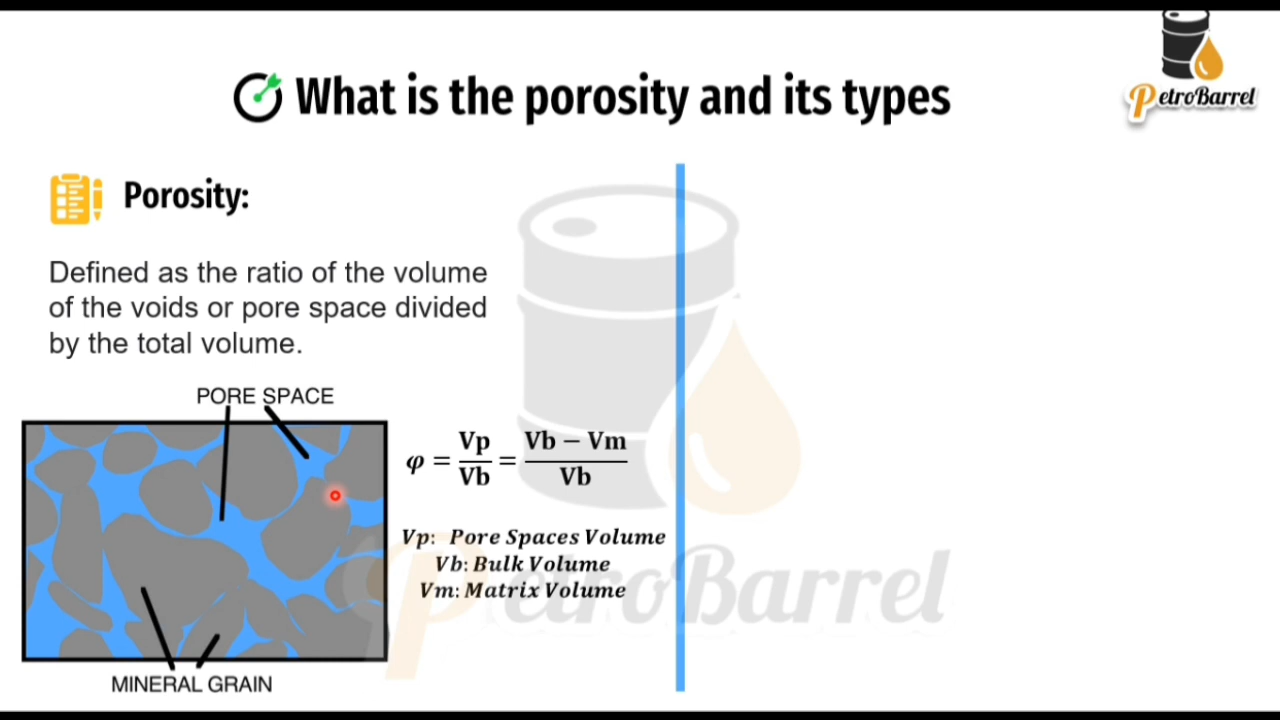 What is the porosity and its types
PetroBarrel
Porosity:
Defined as the ratio of the volume
of the voids or pore space divided
by the total volume.
PORE SPACE
φ = Vp/Vb = Vb − Vm/Vb
Vp: Pore Spaces Volume
Vb: Bulk Volume
Vm: Matrix Volume
MINERAL GRAIN
PetroBarrel